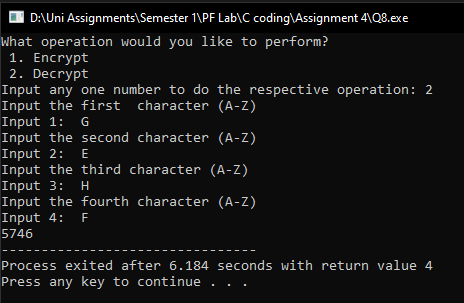 D:\Uni Assignments\Semester 1\PF Lab\C coding\Assignment 4\Q8.exe
What operation would you like to perform?
 1. Encrypt
 2. Decrypt
Input any one number to do the respective operation: 2
Input the first  character (A-Z)
Input 1:  G
Input the second character (A-Z)
Input 2:  E
Input the third character (A-Z)
Input 3:  H
Input the fourth character (A-Z)
Input 4:  F
5746
--------------------------------
Process exited after 6.184 seconds with return value 4
Press any key to continue . . .